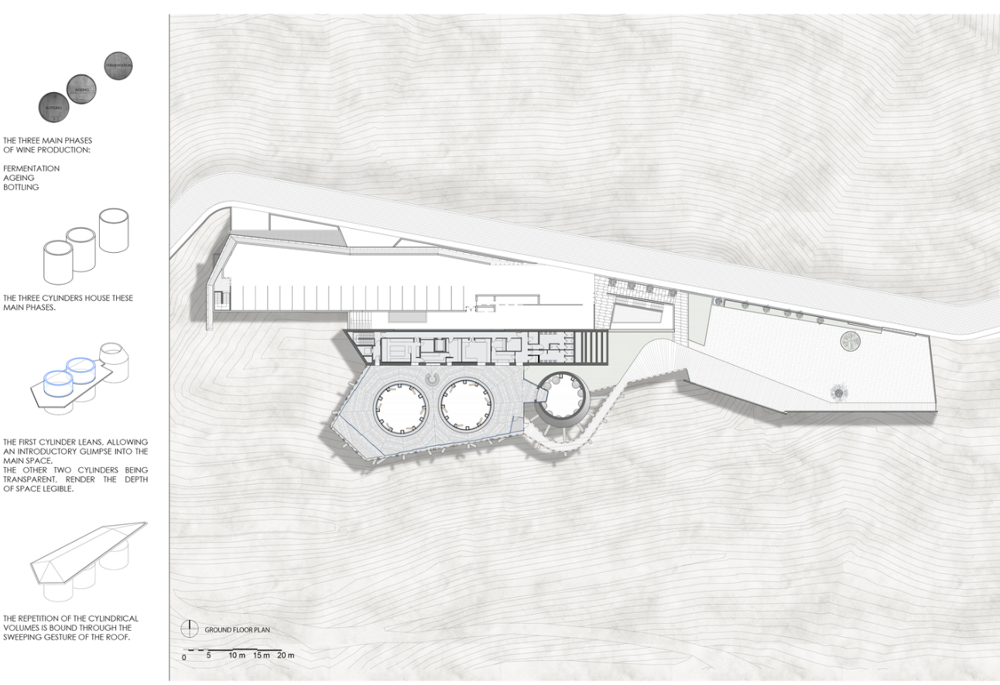 FERMENTATION
AGEING
BOTTLING
THE THREE MAIN PHASES
OF WINE PRODUCTION:
FERMENTATION
AGEING
BOTTLING
THE THREE CYLINDERS HOUSE THESE
MAIN PHASES.
THE FIRST CYLINDER LEANS, ALLOWING
AN INTRODUCTORY GLIMPSE INTO THE
MAIN SPACE.
THE OTHER TWO CYLINDERS BEING
TRANSPARENT, RENDER THE DEPTH
OF SPACE LEGIBLE.
THE REPETITION OF THE CYLINDRICAL
VOLUMES IS BOUND THROUGH THE
SWEEPING GESTURE OF THE ROOF.
GROUND FLOOR PLAN
0 5 10 m 15 m 20 m